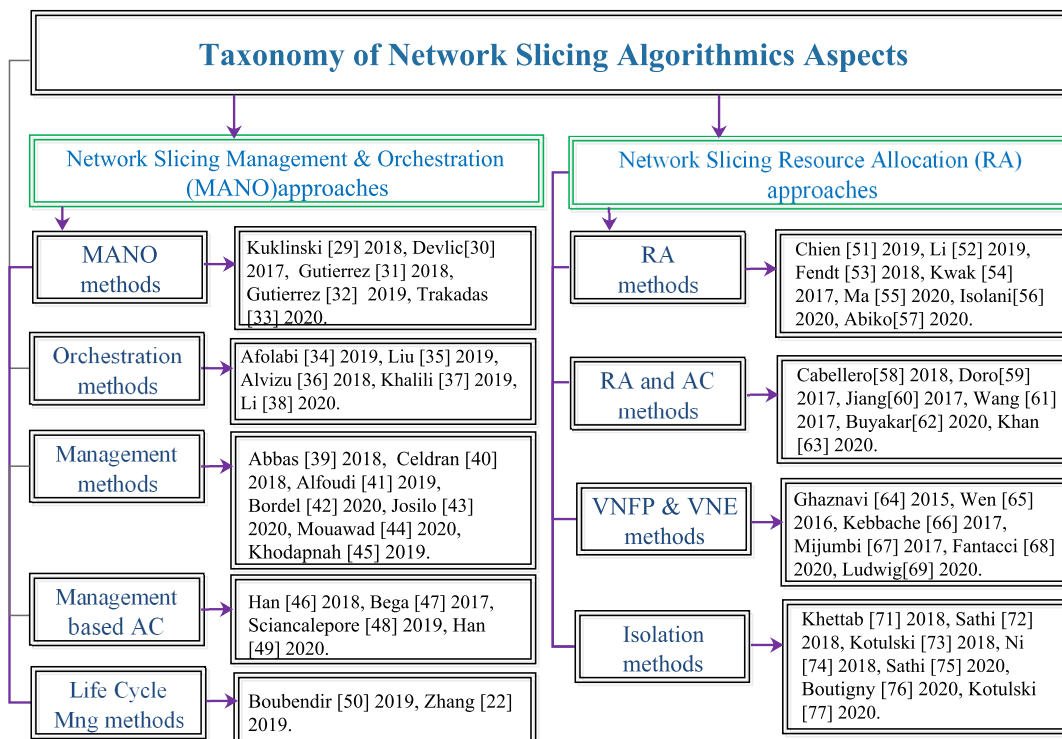 Taxonomy of Network Slicing Algorithmics Aspects
Network Slicing Management & Orchestration
(MANO)approaches
MANO
methods
Kuklinski [29] 2018, Devlic[30]
2017, Gutierrez [31] 2018,
Gutierrez [32] 2019, Trakadas
[33] 2020.
Orchestration
methods
Afolabi [34] 2019, Liu [35] 2019,
Alvizu [36] 2018, Khalili [37] 2019,
Li [38] 2020.
Management
methods
Abbas [39] 2018, Celdran [40]
2018, Alfoudi [41] 2019,
Bordel [42] 2020, Josilo [43]
2020, Mouawad [44] 2020,
Khodapnah [45] 2019.
Management
based AC
Han [46] 2018, Bega [47] 2017,
Sciancalepore [48] 2019, Han
[49] 2020.
Life Cycle
Mng methods
Boubendir [50] 2019, Zhang [22]
2019.
Network Slicing Resource Allocation (RA)
approaches
RA
methods
Chien [51] 2019, Li [52] 2019,
Fendt [53] 2018, Kwak [54]
2017, Ma [55] 2020, Isolani[56]
2020, Abiko[57] 2020.
RA and AC
methods
Cabellero[58] 2018, Doro[59]
2017, Jiang[60] 2017, Wang [61]
2017, Buyakar[62] 2020, Khan
[63] 2020.
VNFP & VNE
methods
Ghaznavi [64] 2015, Wen [65]
2016, Kebbache [66] 2017,
Mijumbi [67] 2017, Fantacci [68]
2020, Ludwig[69] 2020.
Isolation
methods
Khettab [71] 2018, Sathi [72]
2018, Kotulski [73] 2018, Ni
[74] 2018, Sathi [75] 2020,
Boutigny [76] 2020, Kotulski
[77] 2020.